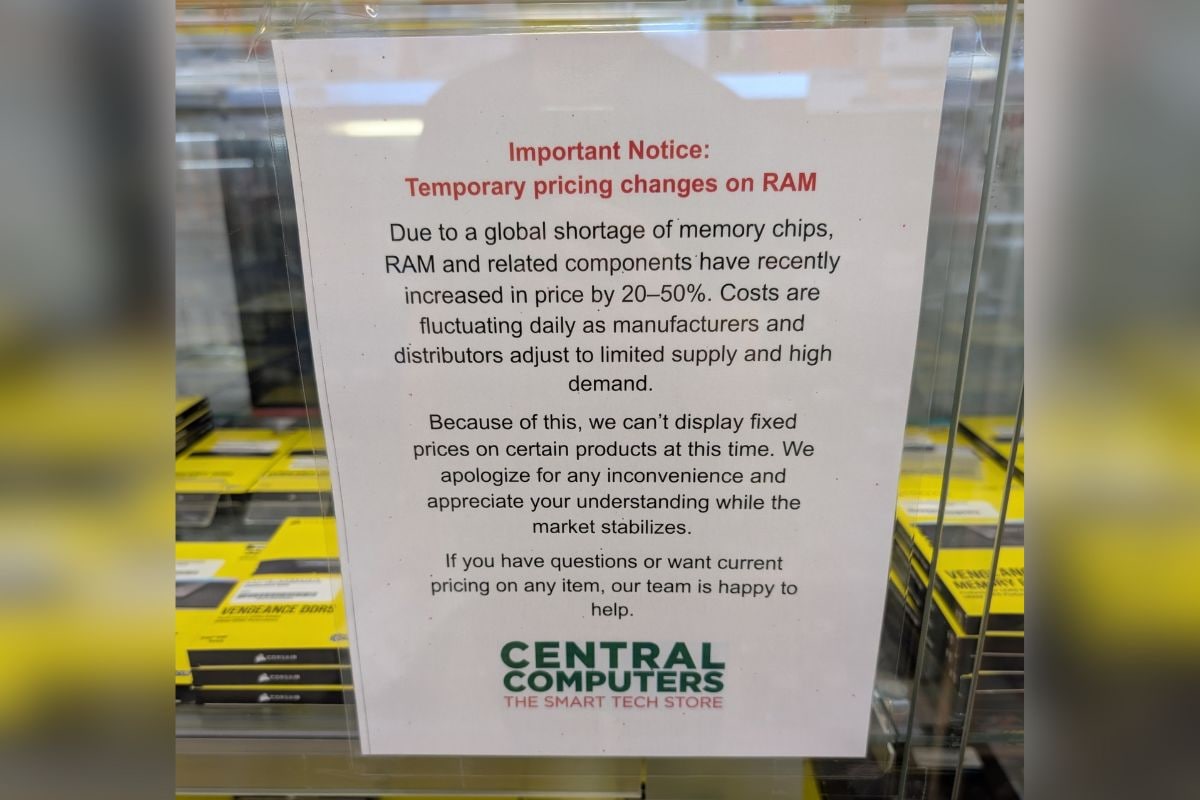 Important Notice:
Temporary pricing changes on RAM
Due to a global shortage of memory chips,
RAM and related components have recently
increased in price by 20–50%. Costs are
fluctuating daily as manufacturers and
distributors adjust to limited supply and high
demand.
Because of this, we can't display fixed
prices on certain products at this time. We
apologize for any inconvenience and
appreciate your understanding while the
market stabilizes.
If you have questions or want current
pricing on any item, our team is happy to
help.
CENTRAL
COMPUTERS
THE SMART TECH STORE
VENGEANCE DDR5
CORSAIR
CORSAIR
CORSAIR
VENGEAN
MEMORY